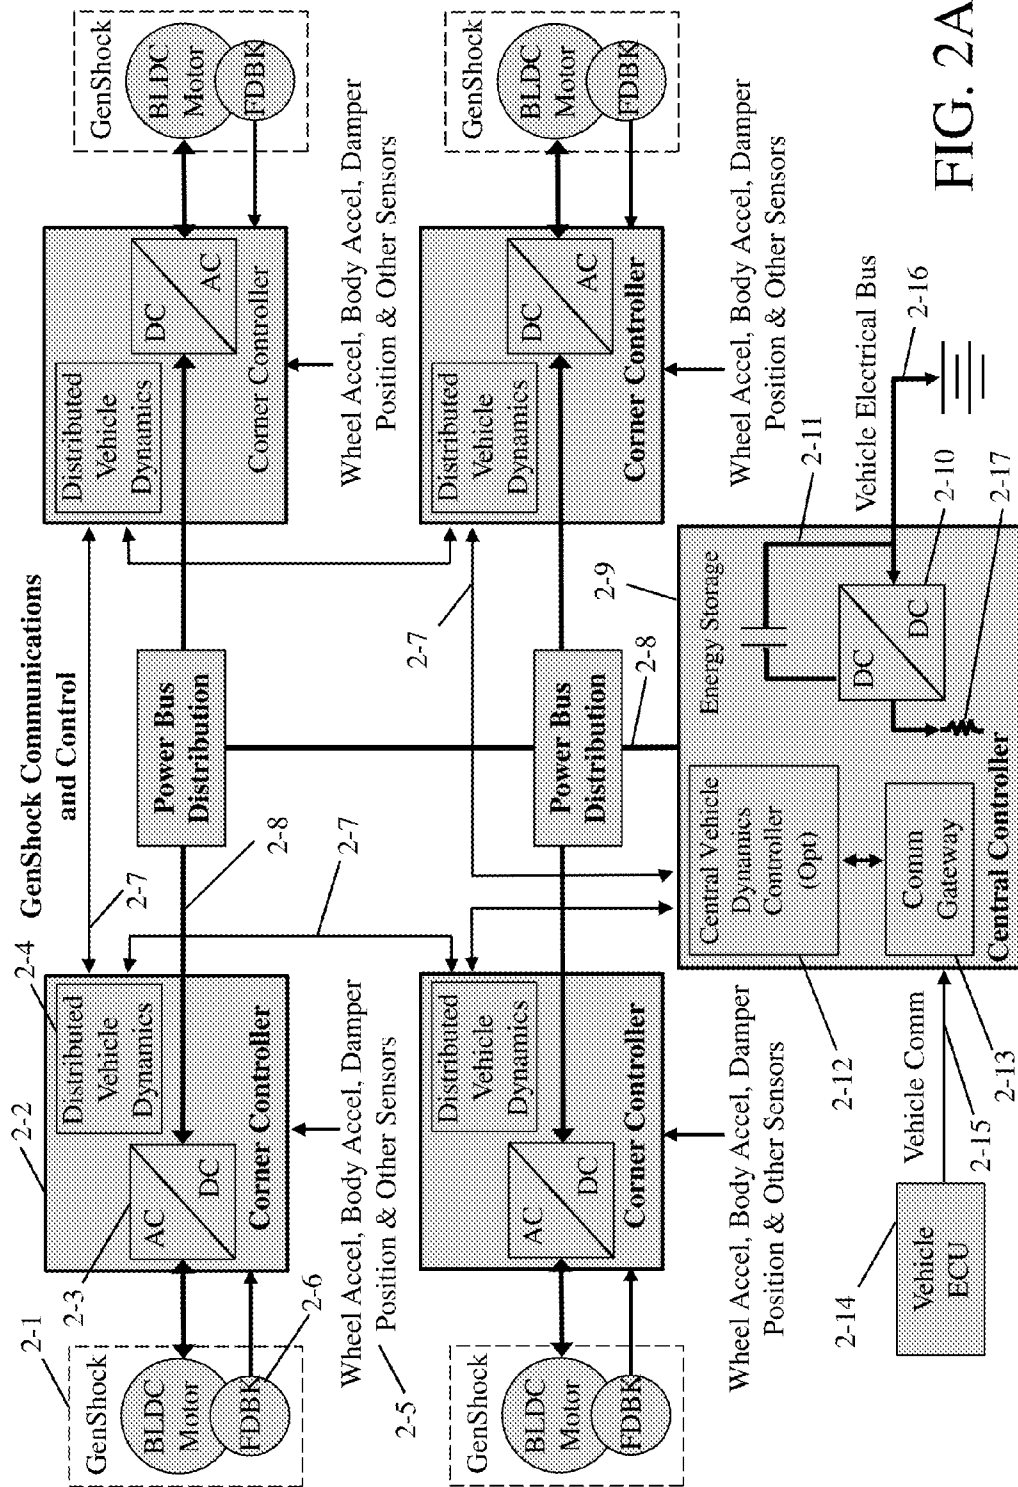 GenShock Communications
and Control
2-1
GenShock
BLDC
Motor
FDBK
2-6
2-2
2-3
AC
DC
2-4
Distributed
Vehicle
Dynamics
Corner Controller
Wheel Accel, Body Accel, Damper
Position & Other Sensors
2-5
2-7
2-8
2-7
Power Bus
Distribution
Distributed
Vehicle
Dynamics
DC
AC
Corner Controller
GenShock
BLDC
Motor
FDBK
Wheel Accel, Body Accel, Damper
Position & Other Sensors
GenShock
BLDC
Motor
FDBK
AC
DC
Distributed
Vehicle
Dynamics
Corner Controller
Wheel Accel, Body Accel, Damper
Position & Other Sensors
Power Bus
Distribution
2-7
2-8
Distributed
Vehicle
Dynamics
DC
AC
Corner Controller
GenShock
BLDC
Motor
FDBK
Wheel Accel, Body Accel, Damper
Position & Other Sensors
2-9
Central Vehicle
Dynamics
Controller
(Opt)
2-12
Comm
Gateway
2-13
Energy Storage
2-11
DC
DC
2-10
2-17
Central Controller
Vehicle Electrical Bus
2-16
2-14
Vehicle
ECU
Vehicle Comm
2-15
FIG. 2A